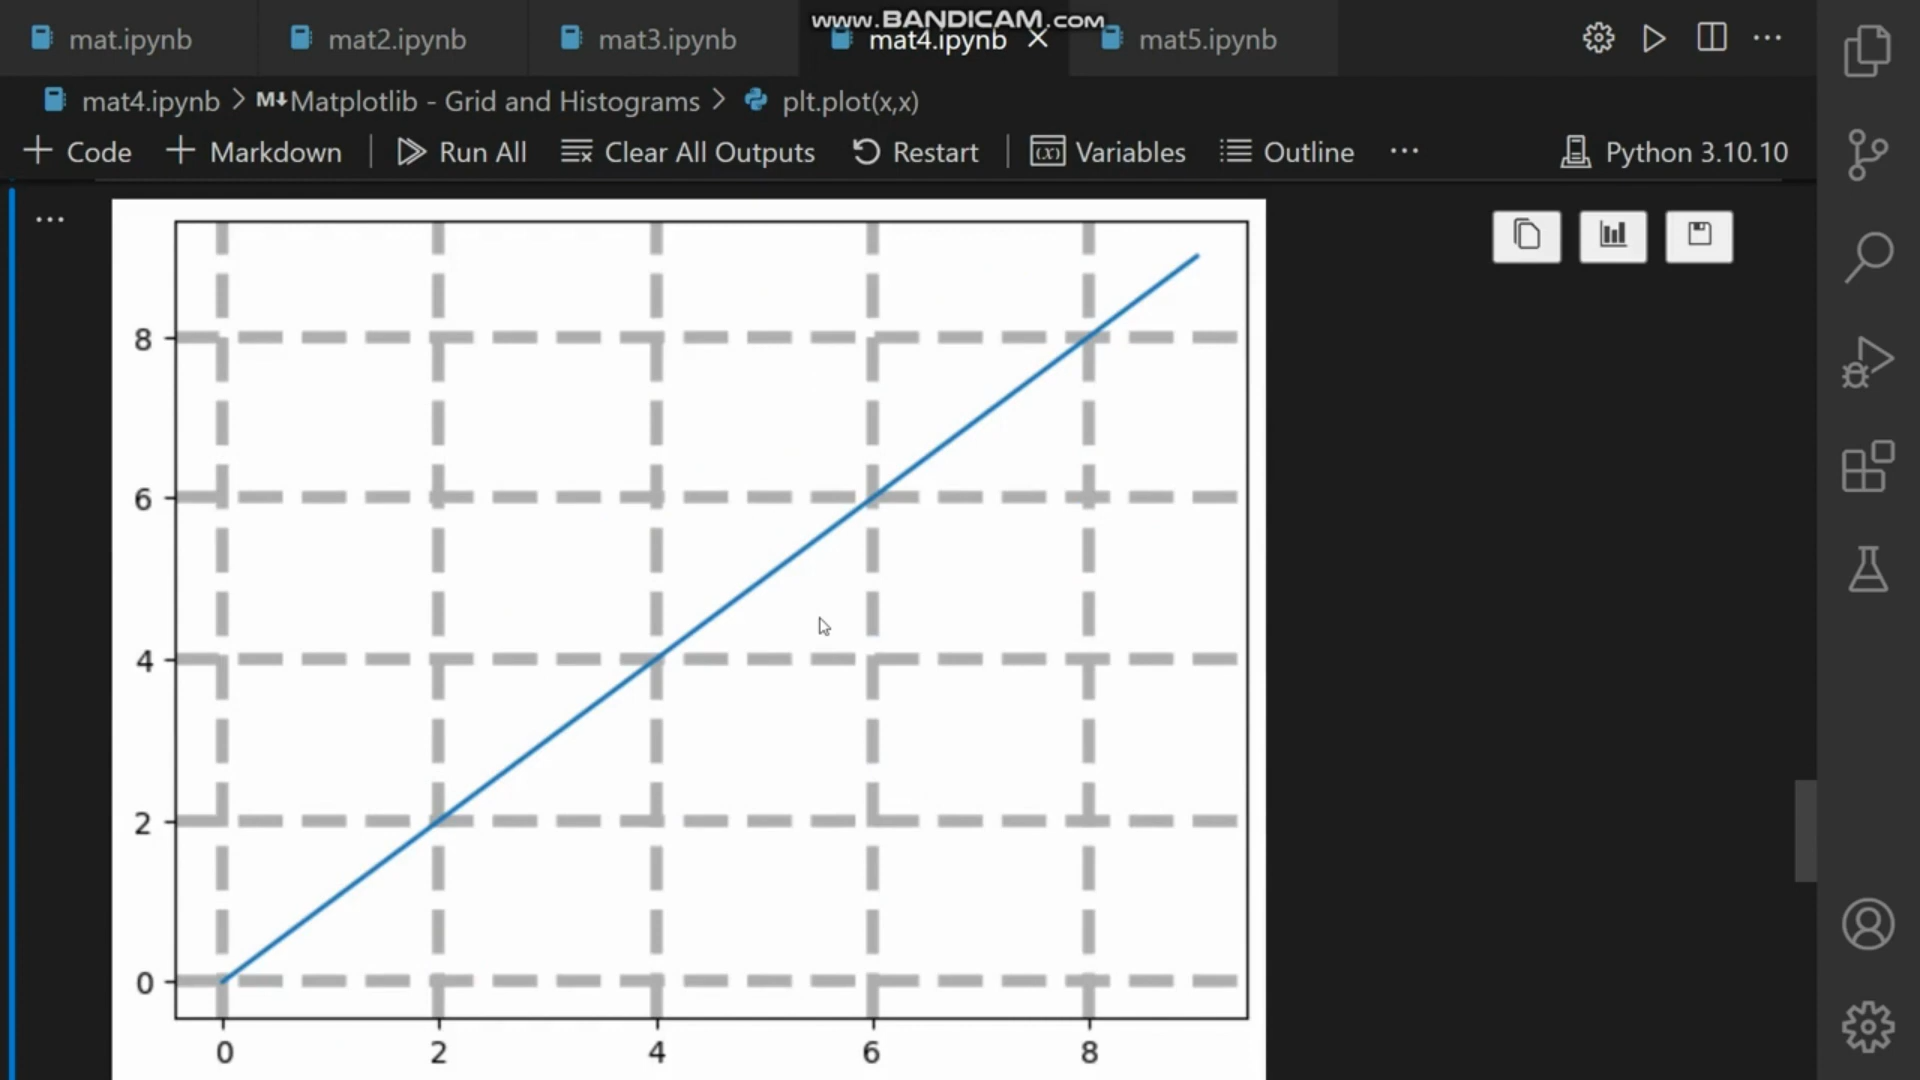 www.BANDICAM.com
mat.ipynb mat2.ipynb mat3.ipynb mat4.ipynb mat5.ipynb
mat4.ipynb > M↓Matplotlib - Grid and Histograms > plt.plot(x,x)
+ Code + Markdown Run All Clear All Outputs Restart (x) Variables Outline ... Python 3.10.10
...
8
6
4
2
0
0 2 4 6 8